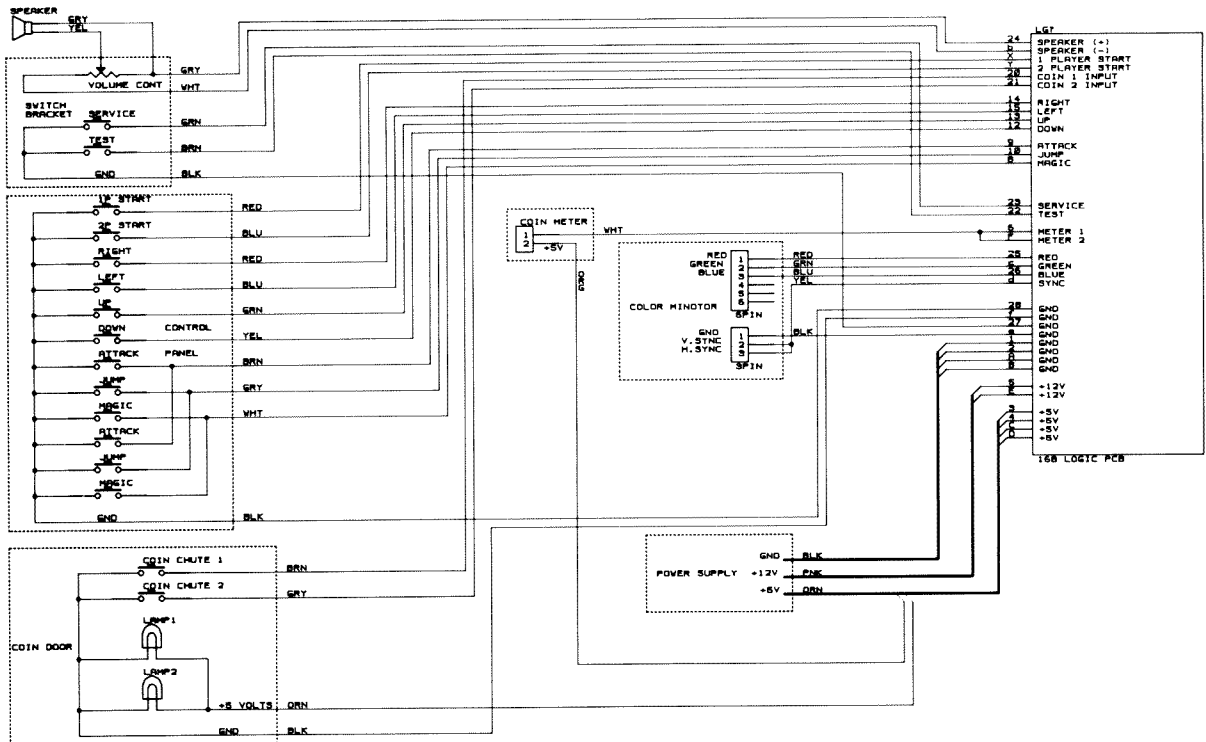 SPEAKER
GRY
YEL
VOLUME CONT
GRY
WHT
SWITCH
BRACKET
SERVICE
GRN
TEST
BRN
GND
BLK
1P START
RED
2P START
BLU
RIGHT
RED
LEFT
BLU
UP
GRN
DOWN
CONTROL
YEL
ATTACK
PANEL
BRN
JUMP
GRY
MAGIC
WHT
ATTACK
JUMP
MAGIC
GND
BLK
COIN CHUTE 1
BRN
COIN CHUTE 2
GRY
LAMP1
COIN DOOR
LAMP2
+5 VOLTS
ORN
GND
BLK
COIN METER
1
2
+5V
WHT
ORG
RED 1 RED
GREEN 2 GRN
BLUE 3 BLU
4 YEL
5
6
COLOR MINOTOR
6PIN
GND 1 BLK
V.SYNC 2
H.SYNC 3
3PIN
POWER SUPPLY
GND BLK
+12V PNK
+5V ORN
24 SPEAKER (+)
SPEAKER (-)
1 PLAYER START
2 PLAYER START
20 COIN 1 INPUT
21 COIN 2 INPUT
14 RIGHT
15 LEFT
13 UP
12 DOWN
9 ATTACK
10 JUMP
8 MAGIC
23 SERVICE
22 TEST
METER 1
METER 2
25 RED
GREEN
26 BLUE
SYNC
28 GND
GND
27 GND
GND
1 GND
2 GND
GND
GND
+12V
+12V
3 +5V
4 +5V
+5V
+5V
168 LOGIC PCB